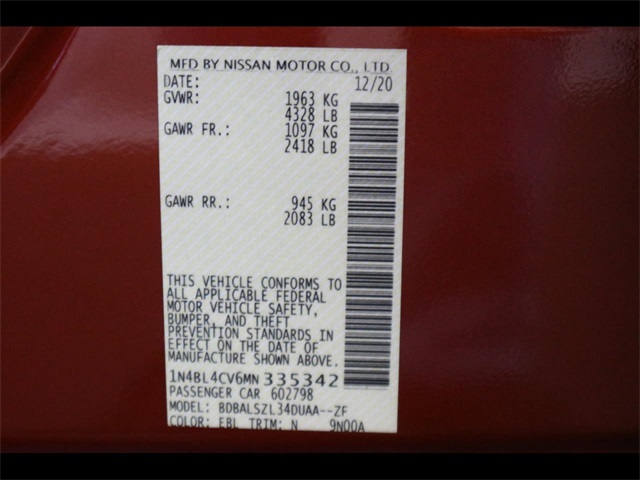 MFD BY NISSAN MOTOR CO., LTD
DATE: 12/20
GVWR: 1963 KG
4328 LB
GAWR FR.: 1097 KG
2418 LB
GAWR RR.: 945 KG
2083 LB
THIS VEHICLE CONFORMS TO
ALL APPLICABLE FEDERAL
MOTOR VEHICLE SAFETY,
BUMPER, AND THEFT
PREVENTION STANDARDS IN
EFFECT ON THE DATE OF
MANUFACTURE SHOWN ABOVE.
1N4BL4CV6MN335342
PASSENGER CAR 602798
MODEL: BDBALSZL34DUAA--ZF
COLOR: EBL TRIM: N 9N00A